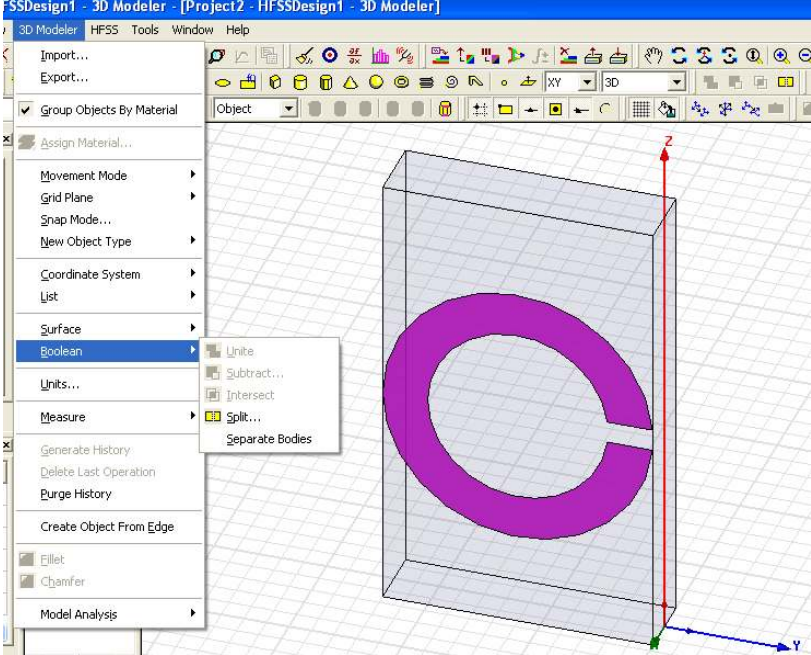 FSSDesign1 - 3D Modeler - [Project2 - HFSSDesign1 - 3D Modeler]
3D Modeler HFSS Tools Window Help
Import...
Export...
XY 3D
Group Objects By Material
Object
Assign Material...
Movement Mode
Grid Plane
Snap Mode...
New Object Type
Coordinate System
List
Surface
Boolean
Unite
Subtract...
Intersect
Split...
Separate Bodies
Units...
Measure
Generate History
Delete Last Operation
Purge History
Create Object From Edge
Fillet
Chamfer
Model Analysis
Z
Y